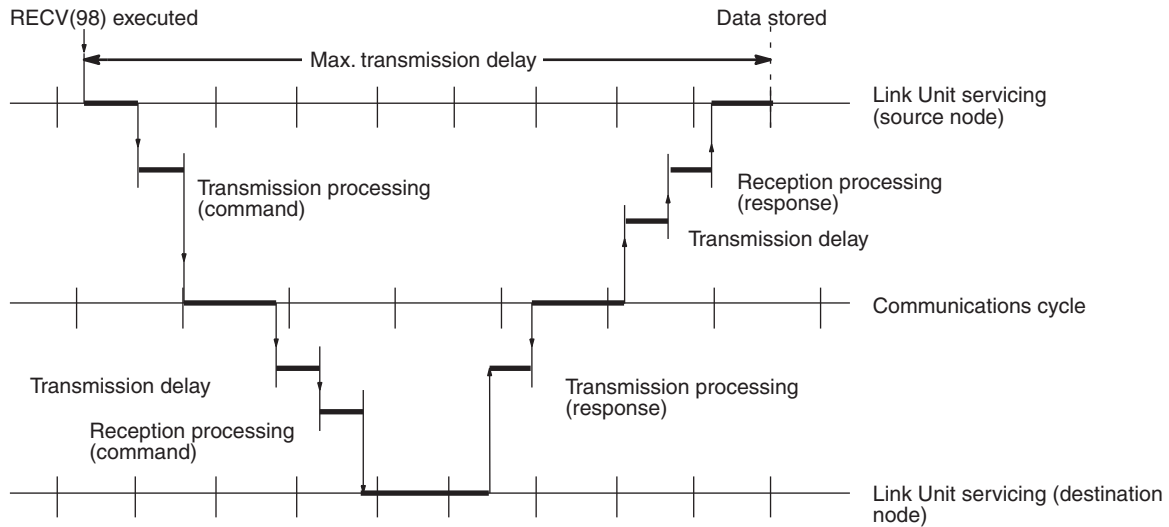 RECV(98) executed
Data stored
Max. transmission delay
Link Unit servicing
(source node)
Transmission processing
(command)
Reception processing
(response)
Transmission delay
Communications cycle
Transmission delay
Transmission processing
(response)
Reception processing
(command)
Link Unit servicing (destination
node)